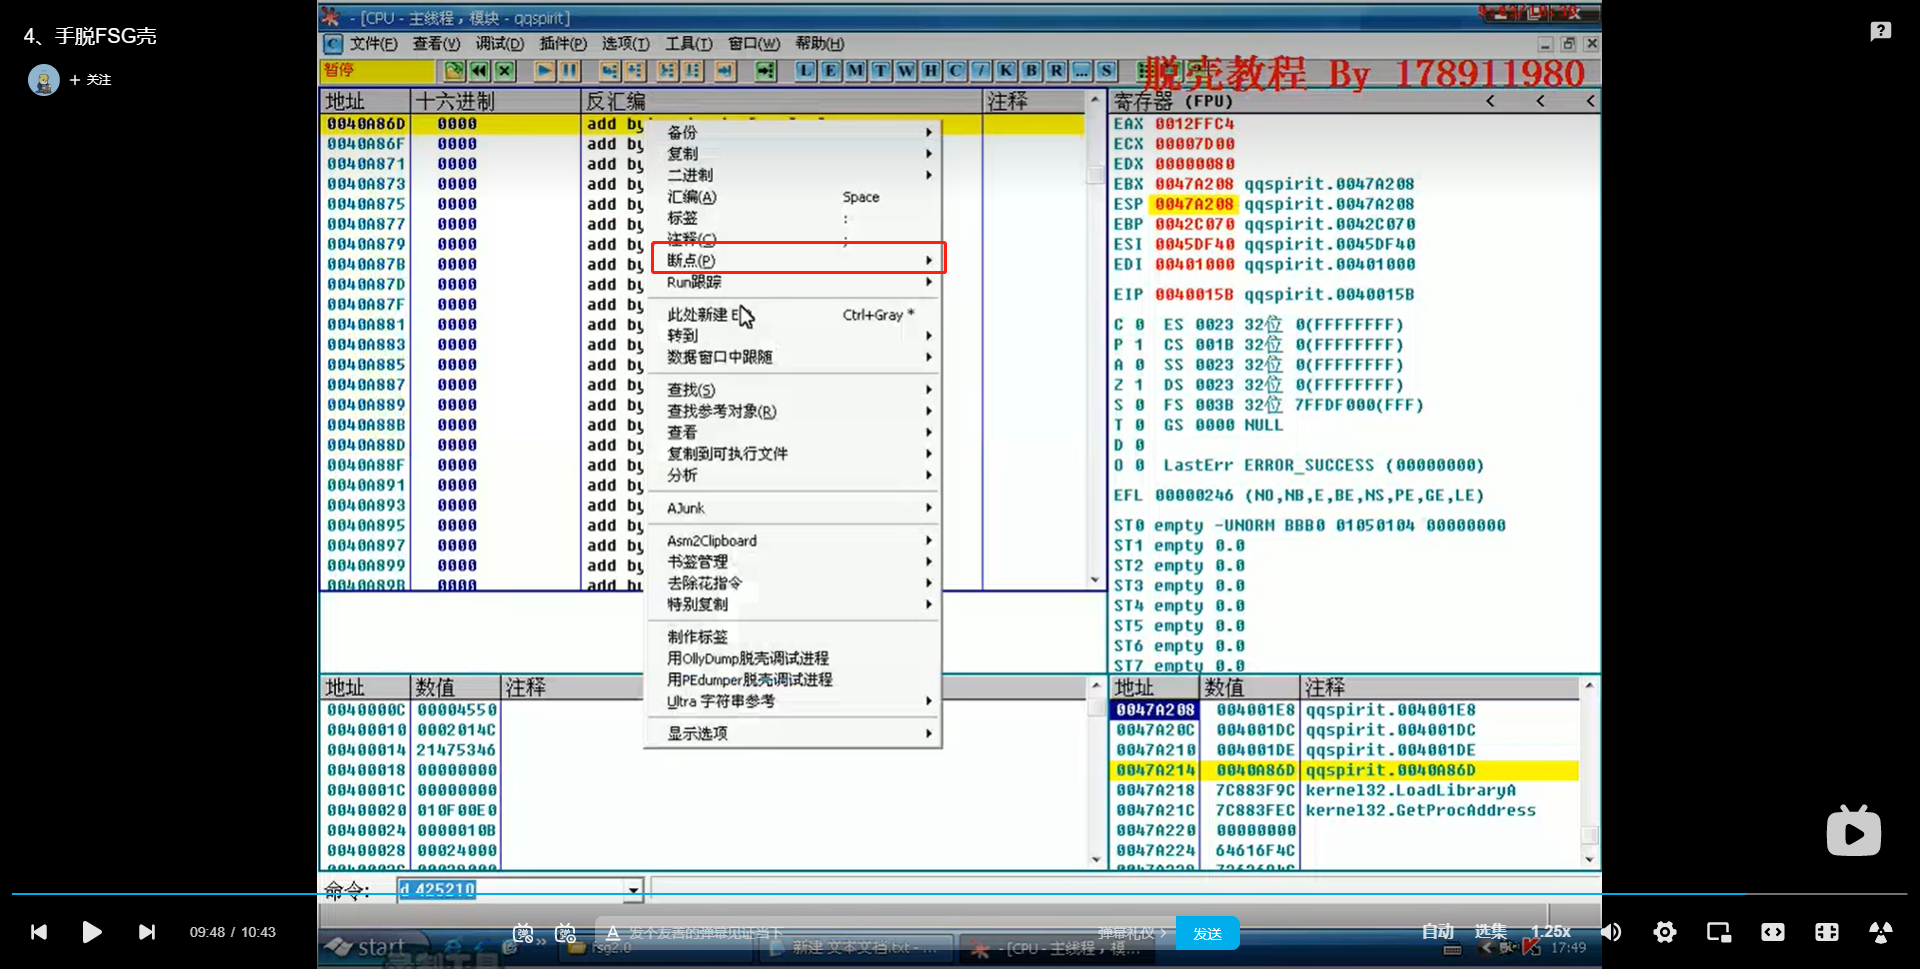 4、手脱FSG壳
+ 关注
- [CPU - 主线程，模块 - qqspirit]
文件(F) 查看(V) 调试(D) 插件(P) 选项(T) 工具(T) 窗口(W) 帮助(H)
暂停
L E M T W H C / K B R ... S
脱壳教程 By 178911980
地址 十六进制 反汇编 注释
0040A86D 0000 add by
0040A86F 0000 add by
0040A871 0000 add by
0040A873 0000 add by
0040A875 0000 add by
0040A877 0000 add by
0040A879 0000 add by
0040A87B 0000 add by
0040A87D 0000 add by
0040A87F 0000 add by
0040A881 0000 add by
0040A883 0000 add by
0040A885 0000 add by
0040A887 0000 add by
0040A889 0000 add by
0040A88B 0000 add by
0040A88D 0000 add by
0040A88F 0000 add by
0040A891 0000 add by
0040A893 0000 add by
0040A895 0000 add by
0040A897 0000 add by
0040A899 0000 add by
0040A89B 0000 add by
备份
复制
二进制
汇编(A) Space
标签 :
注释(C) ;
断点(P)
Run跟踪
此处新建 E Ctrl+Gray *
转到
数据窗口中跟随
查找(S)
查找参考对象(R)
查看
复制到可执行文件
分析
AJunk
Asm2Clipboard
书签管理
去除花指令
特别复制
制作标签
用OllyDump脱壳调试进程
用PEdumper脱壳调试进程
Ultra 字符串参考
显示选项
寄存器 (FPU) < < <
EAX 0012FFC4
ECX 00007D00
EDX 00000080
EBX 0047A208 qqspirit.0047A208
ESP 0047A208 qqspirit.0047A208
EBP 0042C070 qqspirit.0042C070
ESI 0045DF40 qqspirit.0045DF40
EDI 00401000 qqspirit.00401000
EIP 0040015B qqspirit.0040015B
C 0 ES 0023 32位 0(FFFFFFFF)
P 1 CS 001B 32位 0(FFFFFFFF)
A 0 SS 0023 32位 0(FFFFFFFF)
Z 1 DS 0023 32位 0(FFFFFFFF)
S 0 FS 003B 32位 7FFDF000(FFF)
T 0 GS 0000 NULL
D 0
O 0 LastErr ERROR_SUCCESS (00000000)
EFL 00000246 (NO,NB,E,BE,NS,PE,GE,LE)
ST0 empty -UNORM BBB0 01050104 00000000
ST1 empty 0.0
ST2 empty 0.0
ST3 empty 0.0
ST4 empty 0.0
ST5 empty 0.0
ST6 empty 0.0
ST7 empty 0.0
地址 数值 注释
0040000C 00004550
00400010 0002014C
00400014 21475346
00400018 00000000
0040001C 00000000
00400020 010F00E0
00400024 0000010B
00400028 00024000
地址 数值 注释
0047A208 004001E8 qqspirit.004001E8
0047A20C 004001DC qqspirit.004001DC
0047A210 004001DE qqspirit.004001DE
0047A214 0040A86D qqspirit.0040A86D
0047A218 7C883F9C kernel32.LoadLibraryA
0047A21C 7C883FEC kernel32.GetProcAddress
0047A220 00000000
0047A224 64616F4C
命令: d 425210
09:48 / 10:43
发个友善的弹幕见证当下
弹幕礼仪 >
发送
自动 选集 1.25x
start
fsg2.0
新建 文本文档.txt - ...
- [CPU - 主线程，模...
17:49